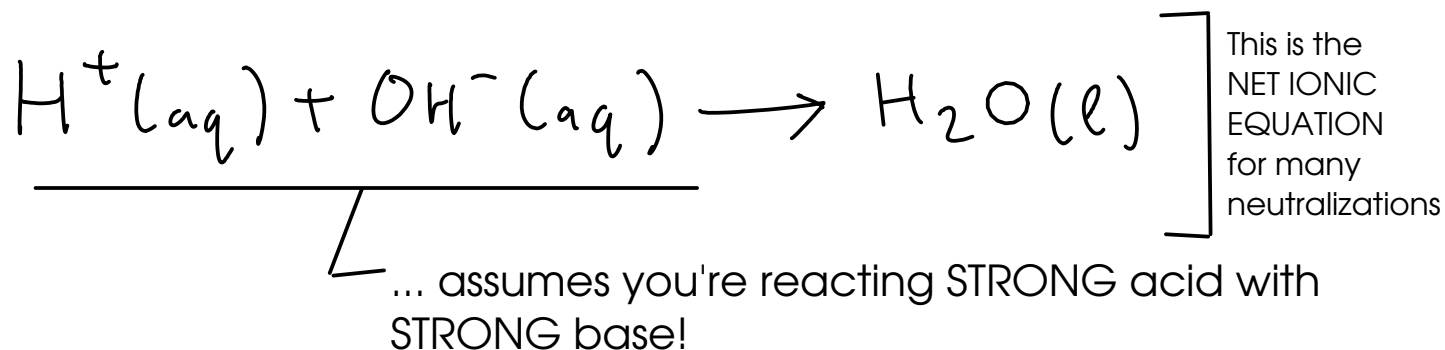 H⁺(aq) + OH⁻(aq) → H₂O(l)
This is the
NET IONIC
EQUATION
for many
neutralizations
... assumes you're reacting STRONG acid with
STRONG base!